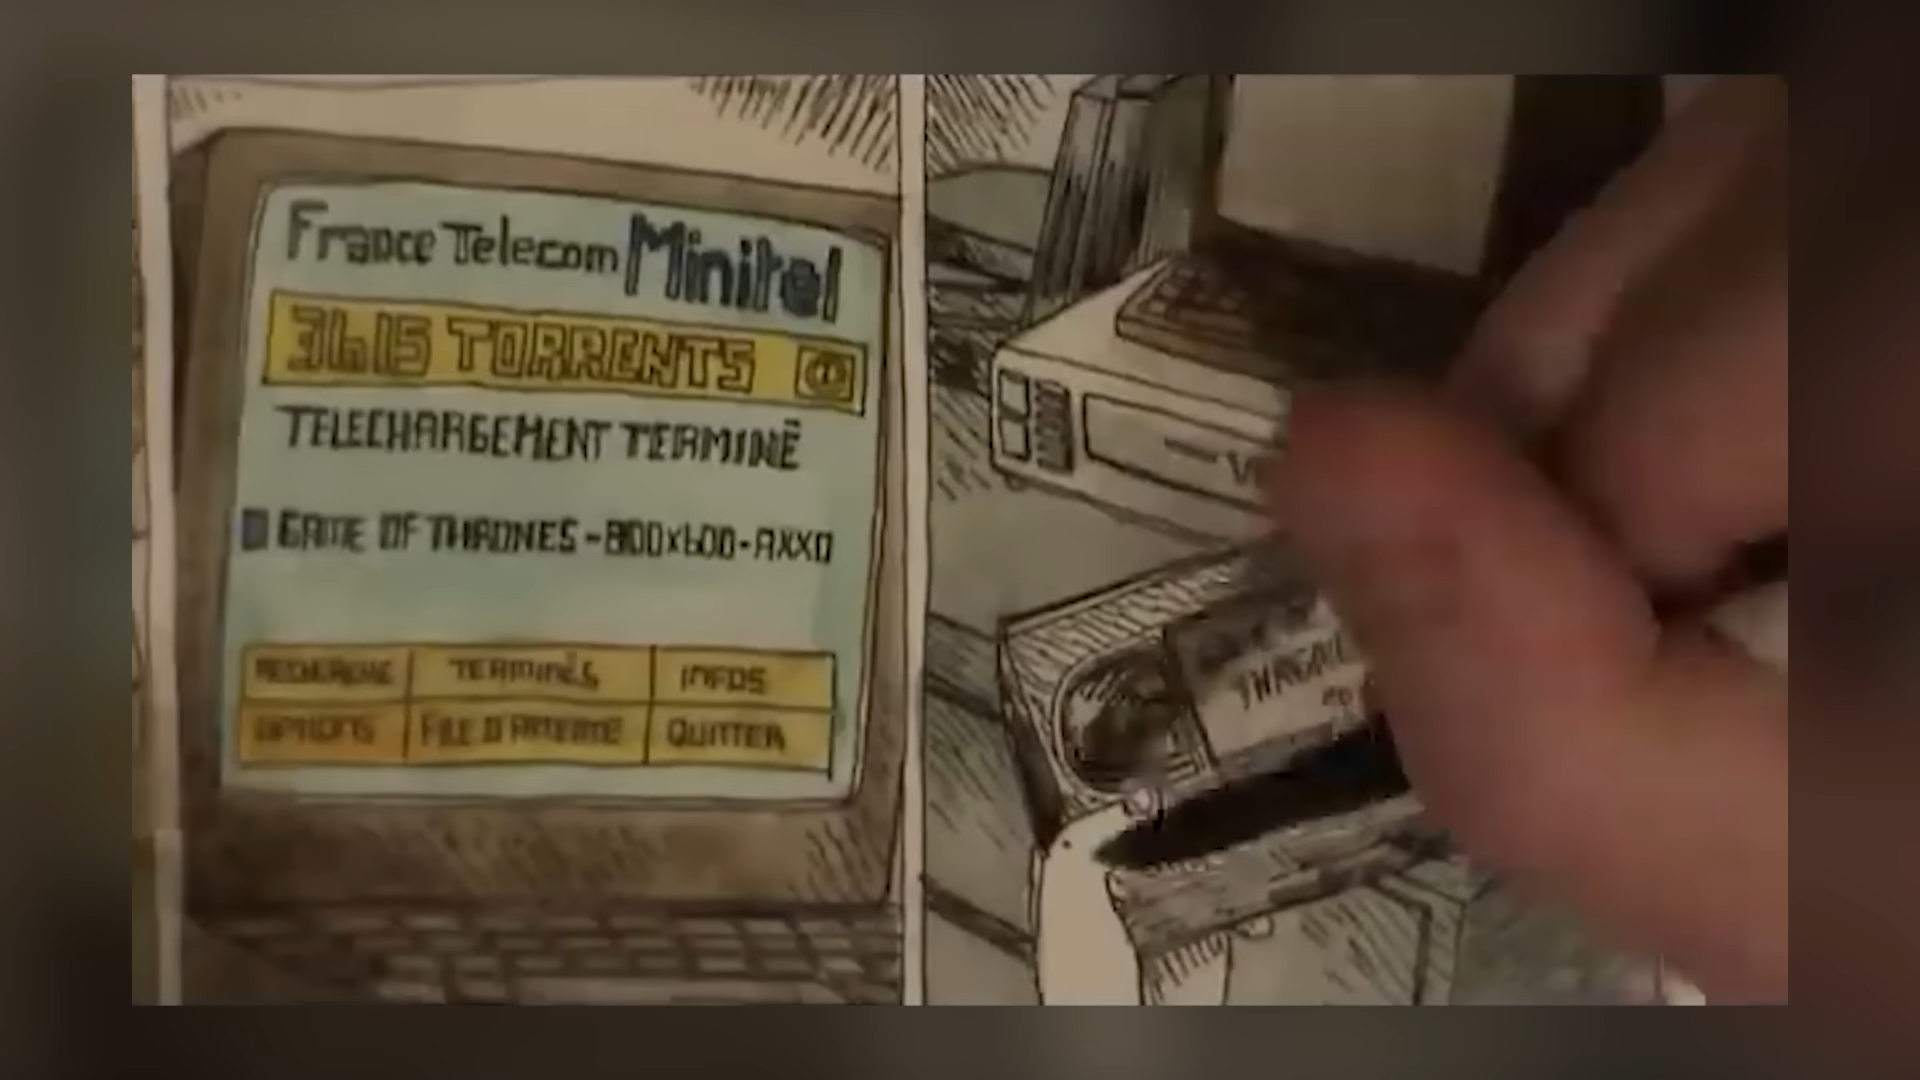 France Telecom Minitel
3615 TORRENTS @
TELECHARGEMENT TERMINÉ
GAME OF THRONES - 800x600 - AXXO
RECHERCHE TERMINÉS INFOS
OPTIONS FILE D'ATTENTE QUITTER